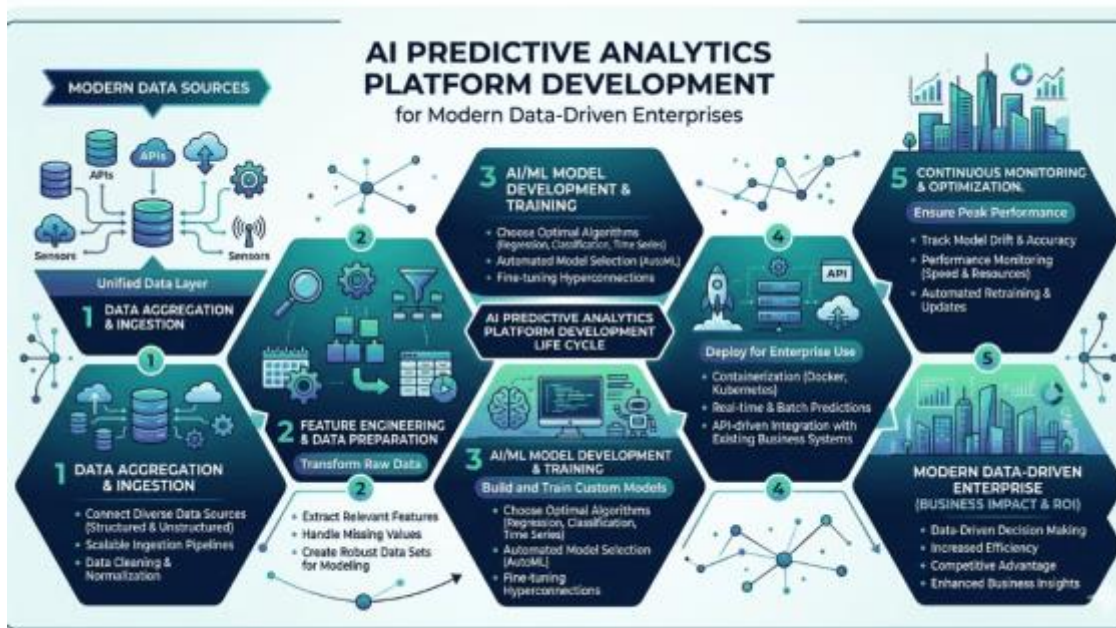 AI PREDICTIVE ANALYTICS
PLATFORM DEVELOPMENT
for Modern Data-Driven Enterprises
MODERN DATA SOURCES
APIs
APIs
Sensors
Sensors
Unified Data Layer
1 DATA AGGREGATION
& INGESTION
1
1 DATA AGGREGATION
& INGESTION
• Connect Diverse Data Sources
(Structured & Unstructured)
• Scalable Ingestion Pipelines
• Data Cleaning &
Normalization
2
2 FEATURE ENGINEERING
& DATA PREPARATION
Transform Raw Data
2
• Extract Relevant Features
• Handle Missing Values
• Create Robust Data Sets
for Modeling
3 AI/ML MODEL
DEVELOPMENT &
TRAINING
• Choose Optimal Algorithms
(Regression, Classification, Time Series)
• Automated Model Selection (AutoML)
• Fine-tuning Hyperconnections
AI PREDICTIVE ANALYTICS
PLATFORM DEVELOPMENT
LIFE CYCLE
3 AI/ML MODEL DEVELOPMENT
& TRAINING
Build and Train Custom Models
• Choose Optimal Algorithms
(Regression, Classification,
Time Series)
• Automated Model Selection
(AutoML)
• Fine-tuning
Hyperconnections
4
API
Deploy for Enterprise Use
• Containerization (Docker,
Kubernetes)
• Real-time & Batch Predictions
• API-driven Integration with
Existing Business Systems
4
5 CONTINUOUS MONITORING
& OPTIMIZATION.
Ensure Peak Performance
• Track Model Drift & Accuracy
• Performance Monitoring
(Speed & Resources)
• Automated Retraining &
Updates
5
MODERN DATA-DRIVEN
ENTERPRISE
(BUSINESS IMPACT & ROI)
• Data-Driven Decision Making
• Increased Efficiency
• Competitive Advantage
• Enhanced Business Insights